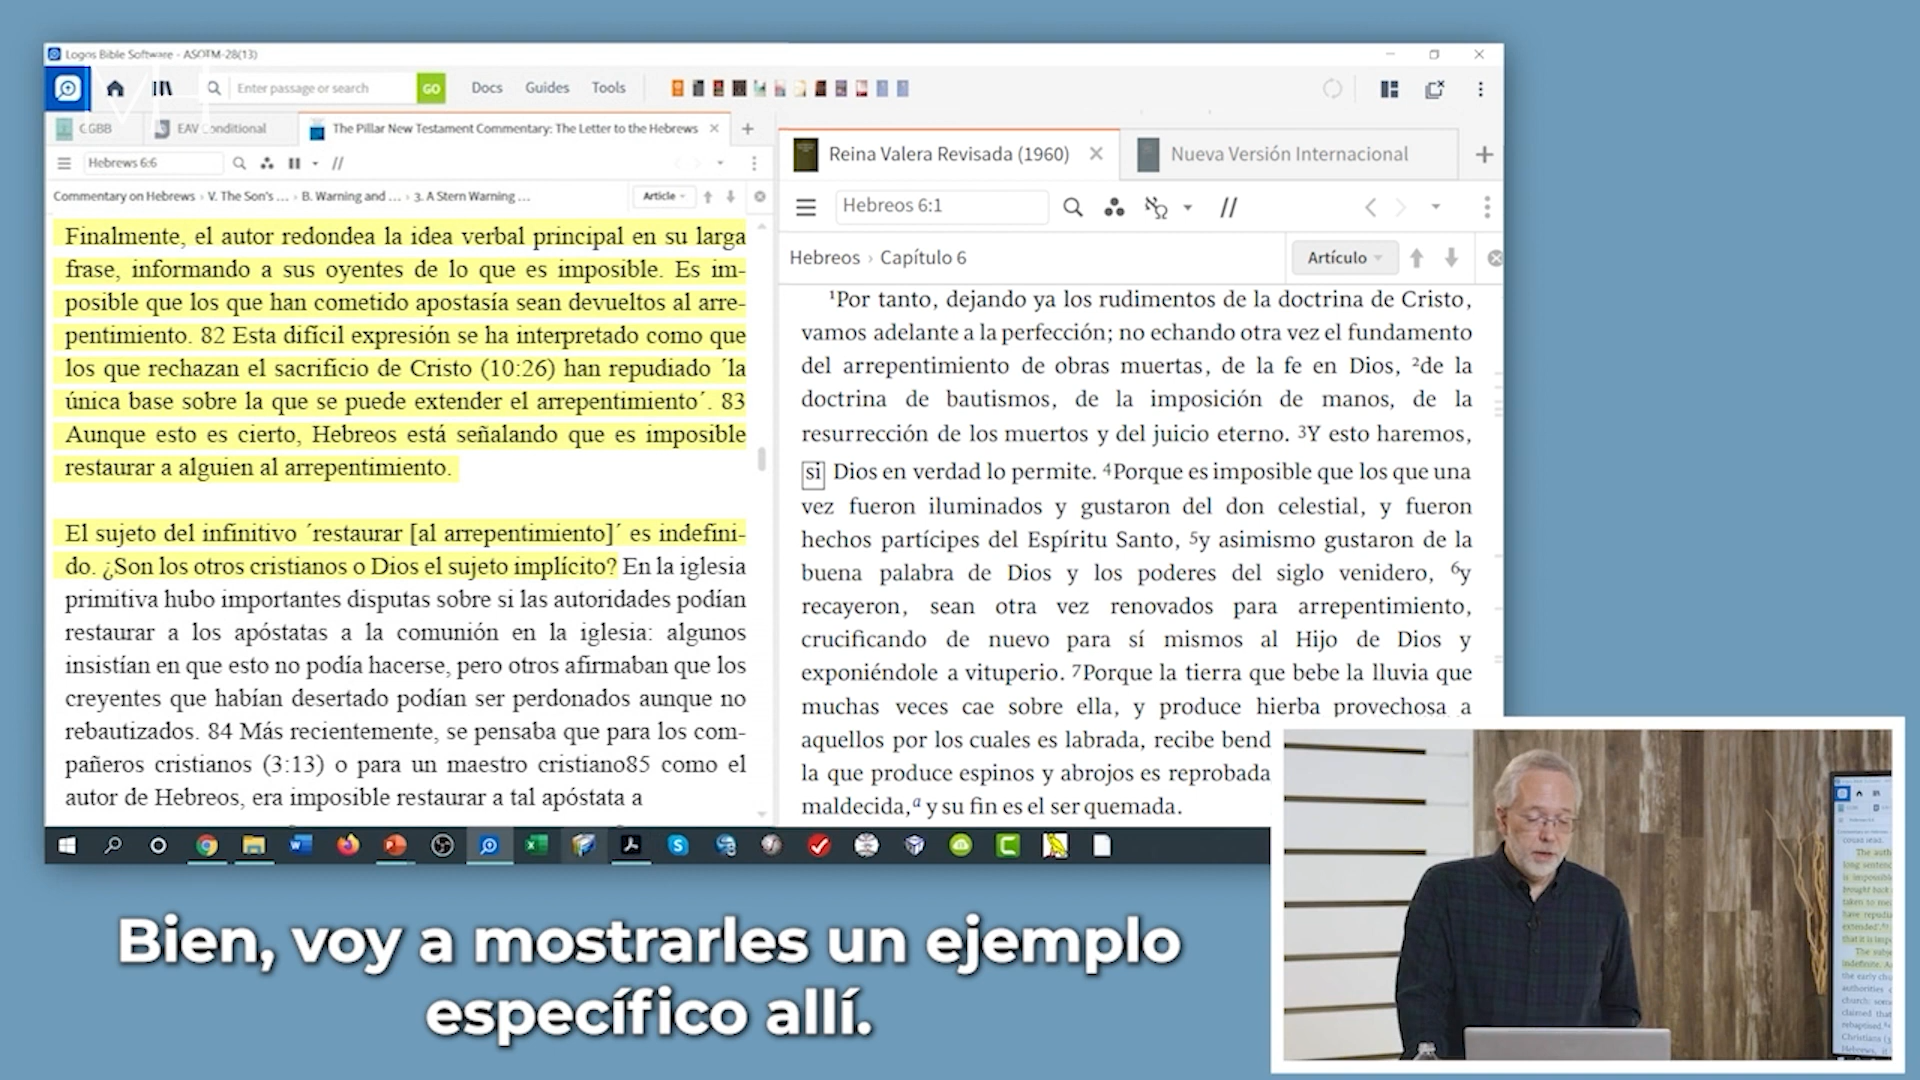 Logos Bible Software - ASOTM-28(13)
Enter passage or search
GO
Docs
Guides
Tools
CGBB
EAV Conditional
The Pillar New Testament Commentary: The Letter to the Hebrews
Hebrews 6:6
Commentary on Hebrews › V. The Son's ... › B. Warning and ... › 3. A Stern Warning ...
Article
Finalmente, el autor redondea la idea verbal principal en su larga
frase, informando a sus oyentes de lo que es imposible. Es im-
posible que los que han cometido apostasía sean devueltos al arre-
pentimiento. 82 Esta difícil expresión se ha interpretado como que
los que rechazan el sacrificio de Cristo (10:26) han repudiado ´la
única base sobre la que se puede extender el arrepentimiento´. 83
Aunque esto es cierto, Hebreos está señalando que es imposible
restaurar a alguien al arrepentimiento.
El sujeto del infinitivo ´restaurar [al arrepentimiento]´ es indefini-
do. ¿Son los otros cristianos o Dios el sujeto implícito? En la iglesia
primitiva hubo importantes disputas sobre si las autoridades podían
restaurar a los apóstatas a la comunión en la iglesia: algunos
insistían en que esto no podía hacerse, pero otros afirmaban que los
creyentes que habían desertado podían ser perdonados aunque no
rebautizados. 84 Más recientemente, se pensaba que para los com-
pañeros cristianos (3:13) o para un maestro cristiano85 como el
autor de Hebreos, era imposible restaurar a tal apóstata a
Reina Valera Revisada (1960)
Nueva Versión Internacional
Hebreos 6:1
Hebreos › Capítulo 6
Artículo
1Por tanto, dejando ya los rudimentos de la doctrina de Cristo,
vamos adelante a la perfección; no echando otra vez el fundamento
del arrepentimiento de obras muertas, de la fe en Dios, 2de la
doctrina de bautismos, de la imposición de manos, de la
resurrección de los muertos y del juicio eterno. 3Y esto haremos,
si Dios en verdad lo permite. 4Porque es imposible que los que una
vez fueron iluminados y gustaron del don celestial, y fueron
hechos partícipes del Espíritu Santo, 5y asimismo gustaron de la
buena palabra de Dios y los poderes del siglo venidero, 6y
recayeron, sean otra vez renovados para arrepentimiento,
crucificando de nuevo para sí mismos al Hijo de Dios y
exponiéndole a vituperio. 7Porque la tierra que bebe la lluvia que
muchas veces cae sobre ella, y produce hierba provechosa a
aquellos por los cuales es labrada, recibe bend
la que produce espinos y abrojos es reprobada
maldecida,a y su fin es el ser quemada.
Bien, voy a mostrarles un ejemplo
específico allí.